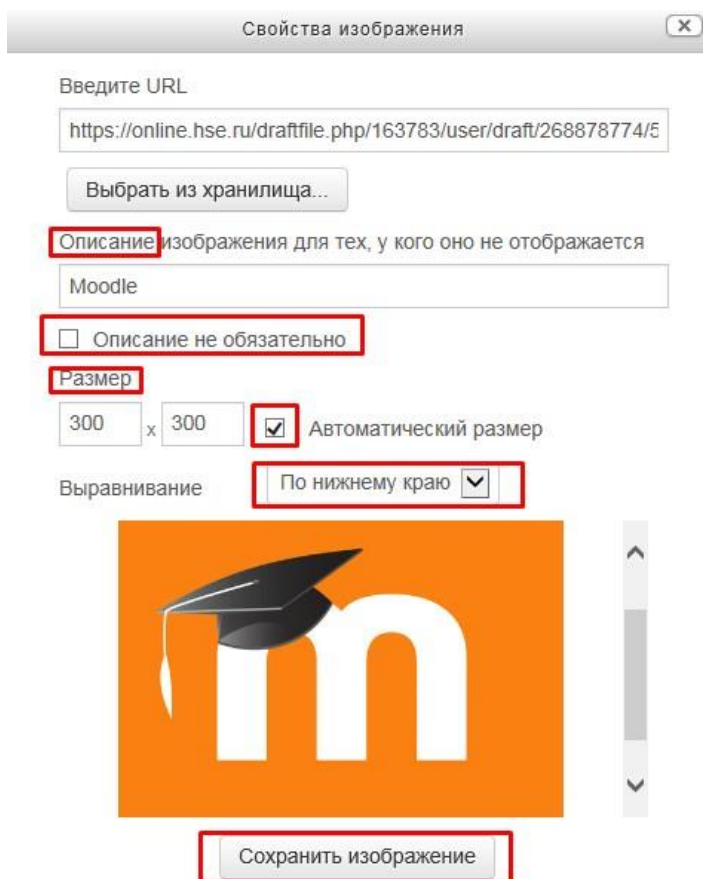 Свойства изображения
Введите URL
https://online.hse.ru/draftfile.php/163783/user/draft/268878774/5
Выбрать из хранилища...
Описание изображения для тех, у кого оно не отображается
Moodle
Описание не обязательно
Размер
300 x 300 Автоматический размер
Выравнивание По нижнему краю
m
Сохранить изображение